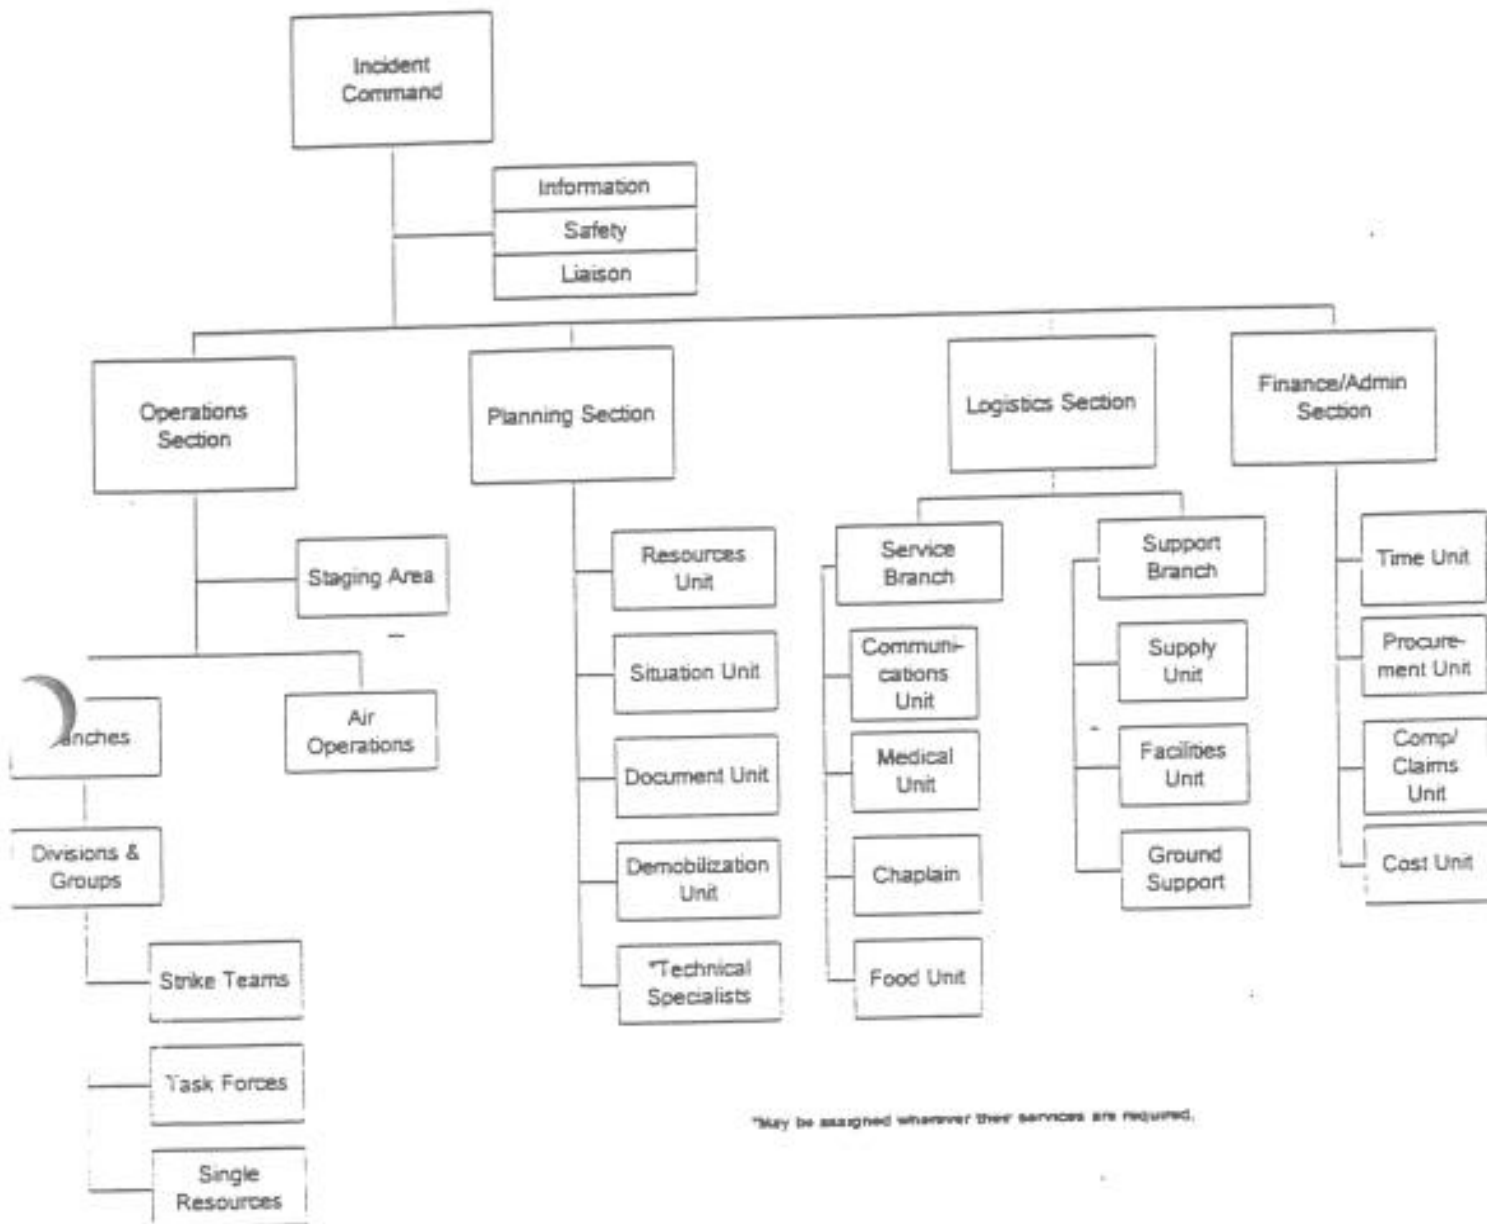 Incident
Command
Information
Safety
Liaison
Operations
Section
Planning Section
Logistics Section
Finance/Admin
Section
Staging Area
Air
Operations
Divisions &
Groups
Strike Teams
Task Forces
Single
Resources
Resources
Unit
Situation Unit
Document Unit
Demobilization
Unit
*Technical
Specialists
Service
Branch
Communi-
cations
Unit
Medical
Unit
Chaplain
Food Unit
Support
Branch
Supply
Unit
Facilities
Unit
Ground
Support
Time Unit
Procure-
ment Unit
Comp/
Claims
Unit
Cost Unit
*May be assigned wherever their services are required.